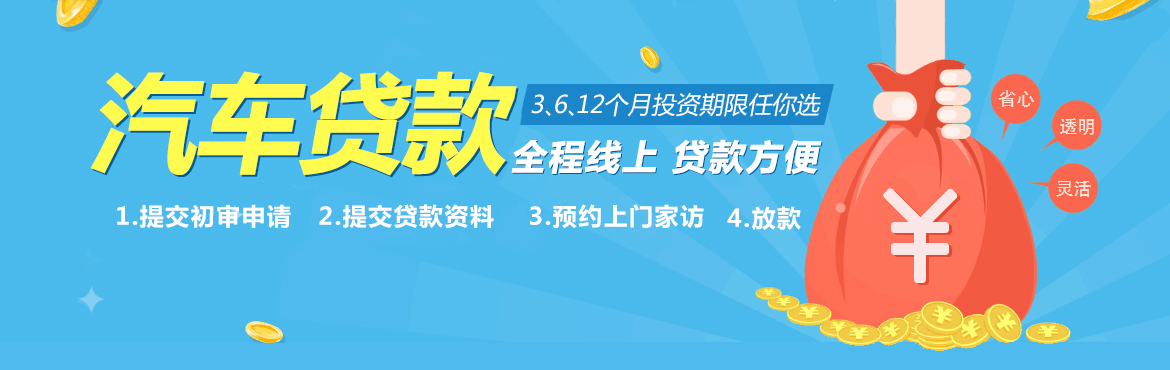 汽车贷款
3、6、12个月投资期限任你选
全程线上 贷款方便
1.提交初审申请 2.提交贷款资料 3.预约上门家访 4.放款
省心
透明
灵活
¥